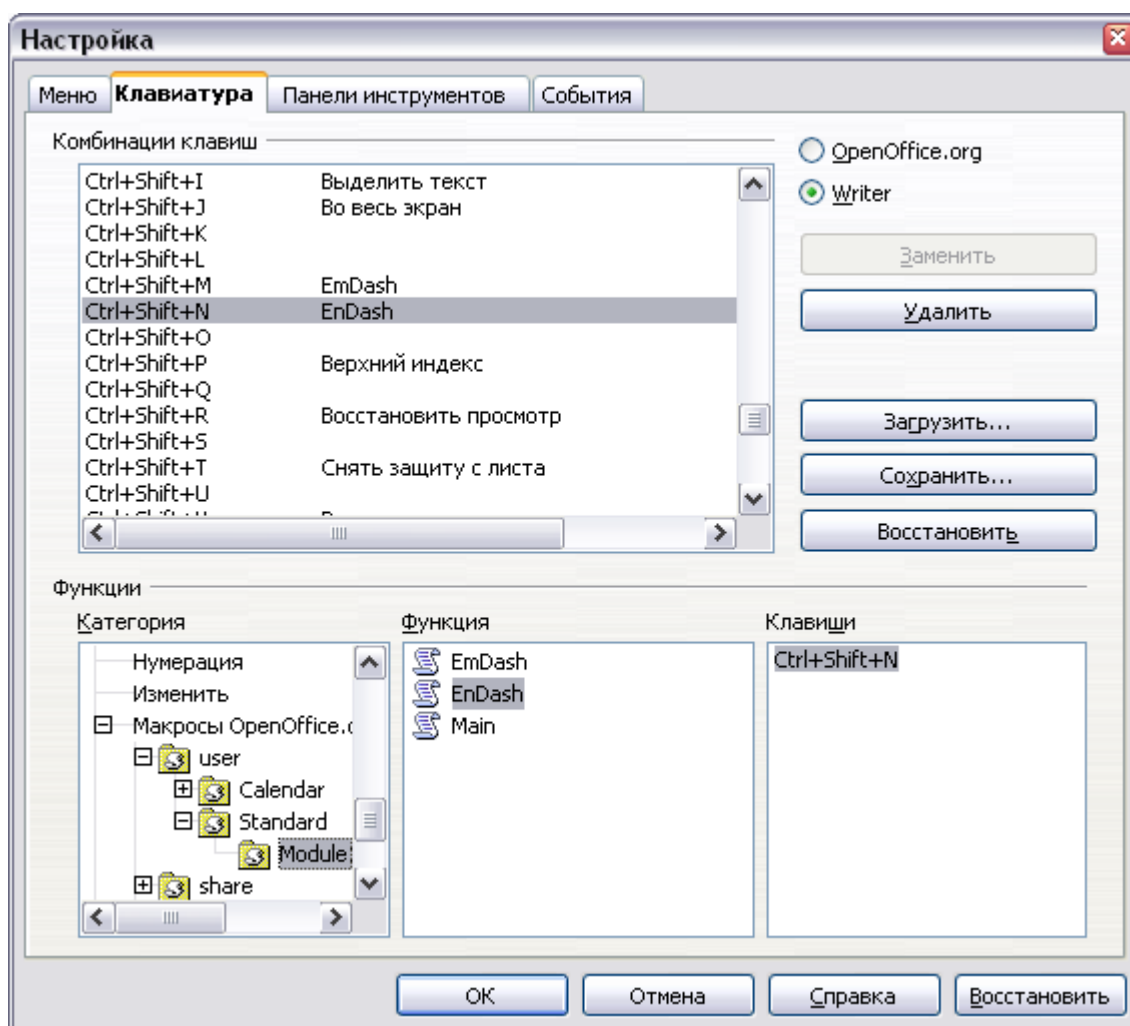 Настройка
Меню Клавиатура Панели инструментов События
Комбинации клавиш
Ctrl+Shift+I Выделить текст
Ctrl+Shift+J Во весь экран
Ctrl+Shift+K
Ctrl+Shift+L
Ctrl+Shift+M EmDash
Ctrl+Shift+N EnDash
Ctrl+Shift+O
Ctrl+Shift+P Верхний индекс
Ctrl+Shift+Q
Ctrl+Shift+R Восстановить просмотр
Ctrl+Shift+S
Ctrl+Shift+T Снять защиту с листа
Ctrl+Shift+U
OpenOffice.org
Writer
Заменить
Удалить
Загрузить...
Сохранить...
Восстановить
Функции
Категория
Нумерация
Изменить
Макросы OpenOffice.o
user
Calendar
Standard
Module
share
Функция
EmDash
EnDash
Main
Клавиши
Ctrl+Shift+N
ОК Отмена Справка Восстановить